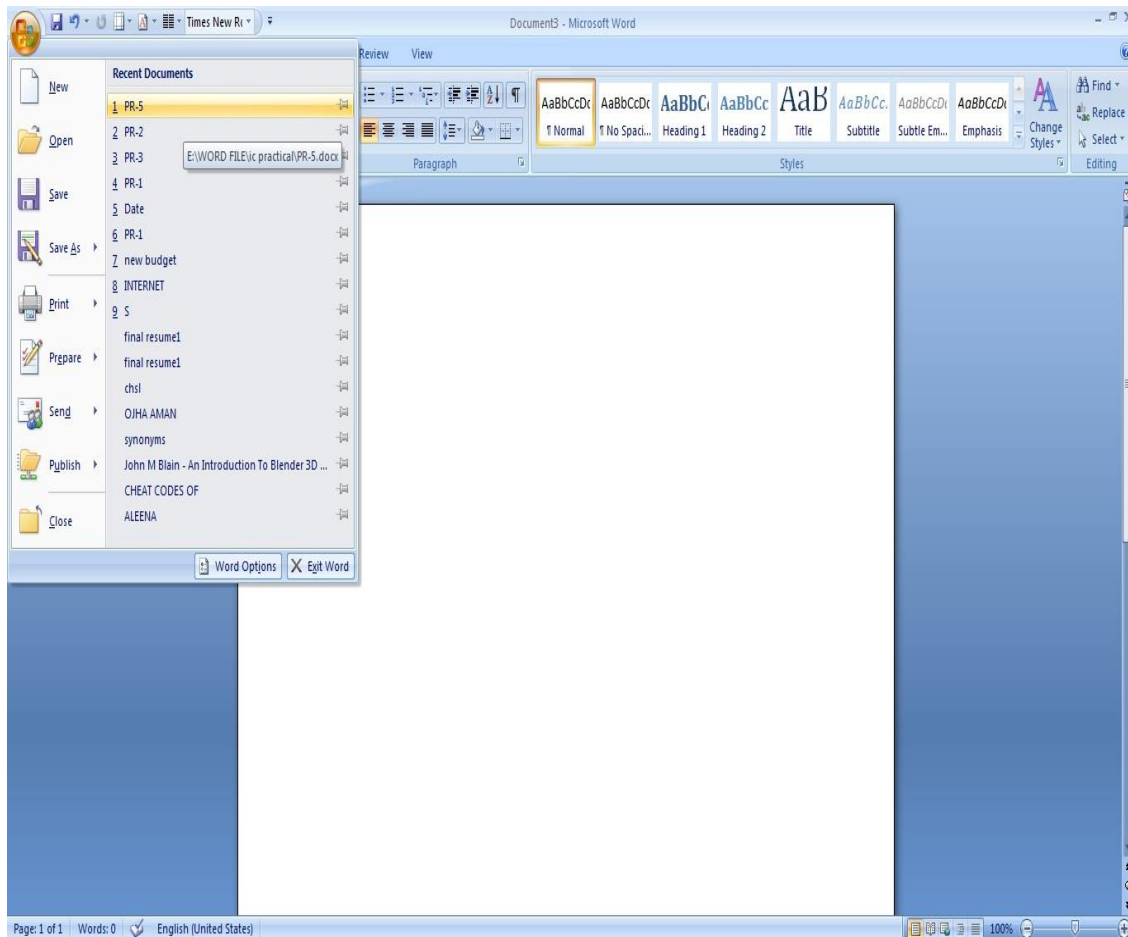 Times New Ro
Document3 - Microsoft Word
Review View
New
Open
Save
Save As
Print
Prepare
Send
Publish
Close
Recent Documents
1 PR-5
2 PR-2
3 PR-3
E:\WORD FILE\ic practical\PR-5.docx
4 PR-1
5 Date
6 PR-1
7 new budget
8 INTERNET
9 S
final resume1
final resume1
chsl
OJHA AMAN
synonyms
John M Blain - An Introduction To Blender 3D ...
CHEAT CODES OF
ALEENA
Word Options Exit Word
Paragraph
AaBbCcDc AaBbCcDc AaBbC AaBbCc AaB AaBbCc. AaBbCcDc AaBbCcDc
¶ Normal ¶ No Spaci... Heading 1 Heading 2 Title Subtitle Subtle Em... Emphasis
Change
Styles
Styles
Find
Replace
Select
Editing
Page: 1 of 1 Words: 0 English (United States) 100%